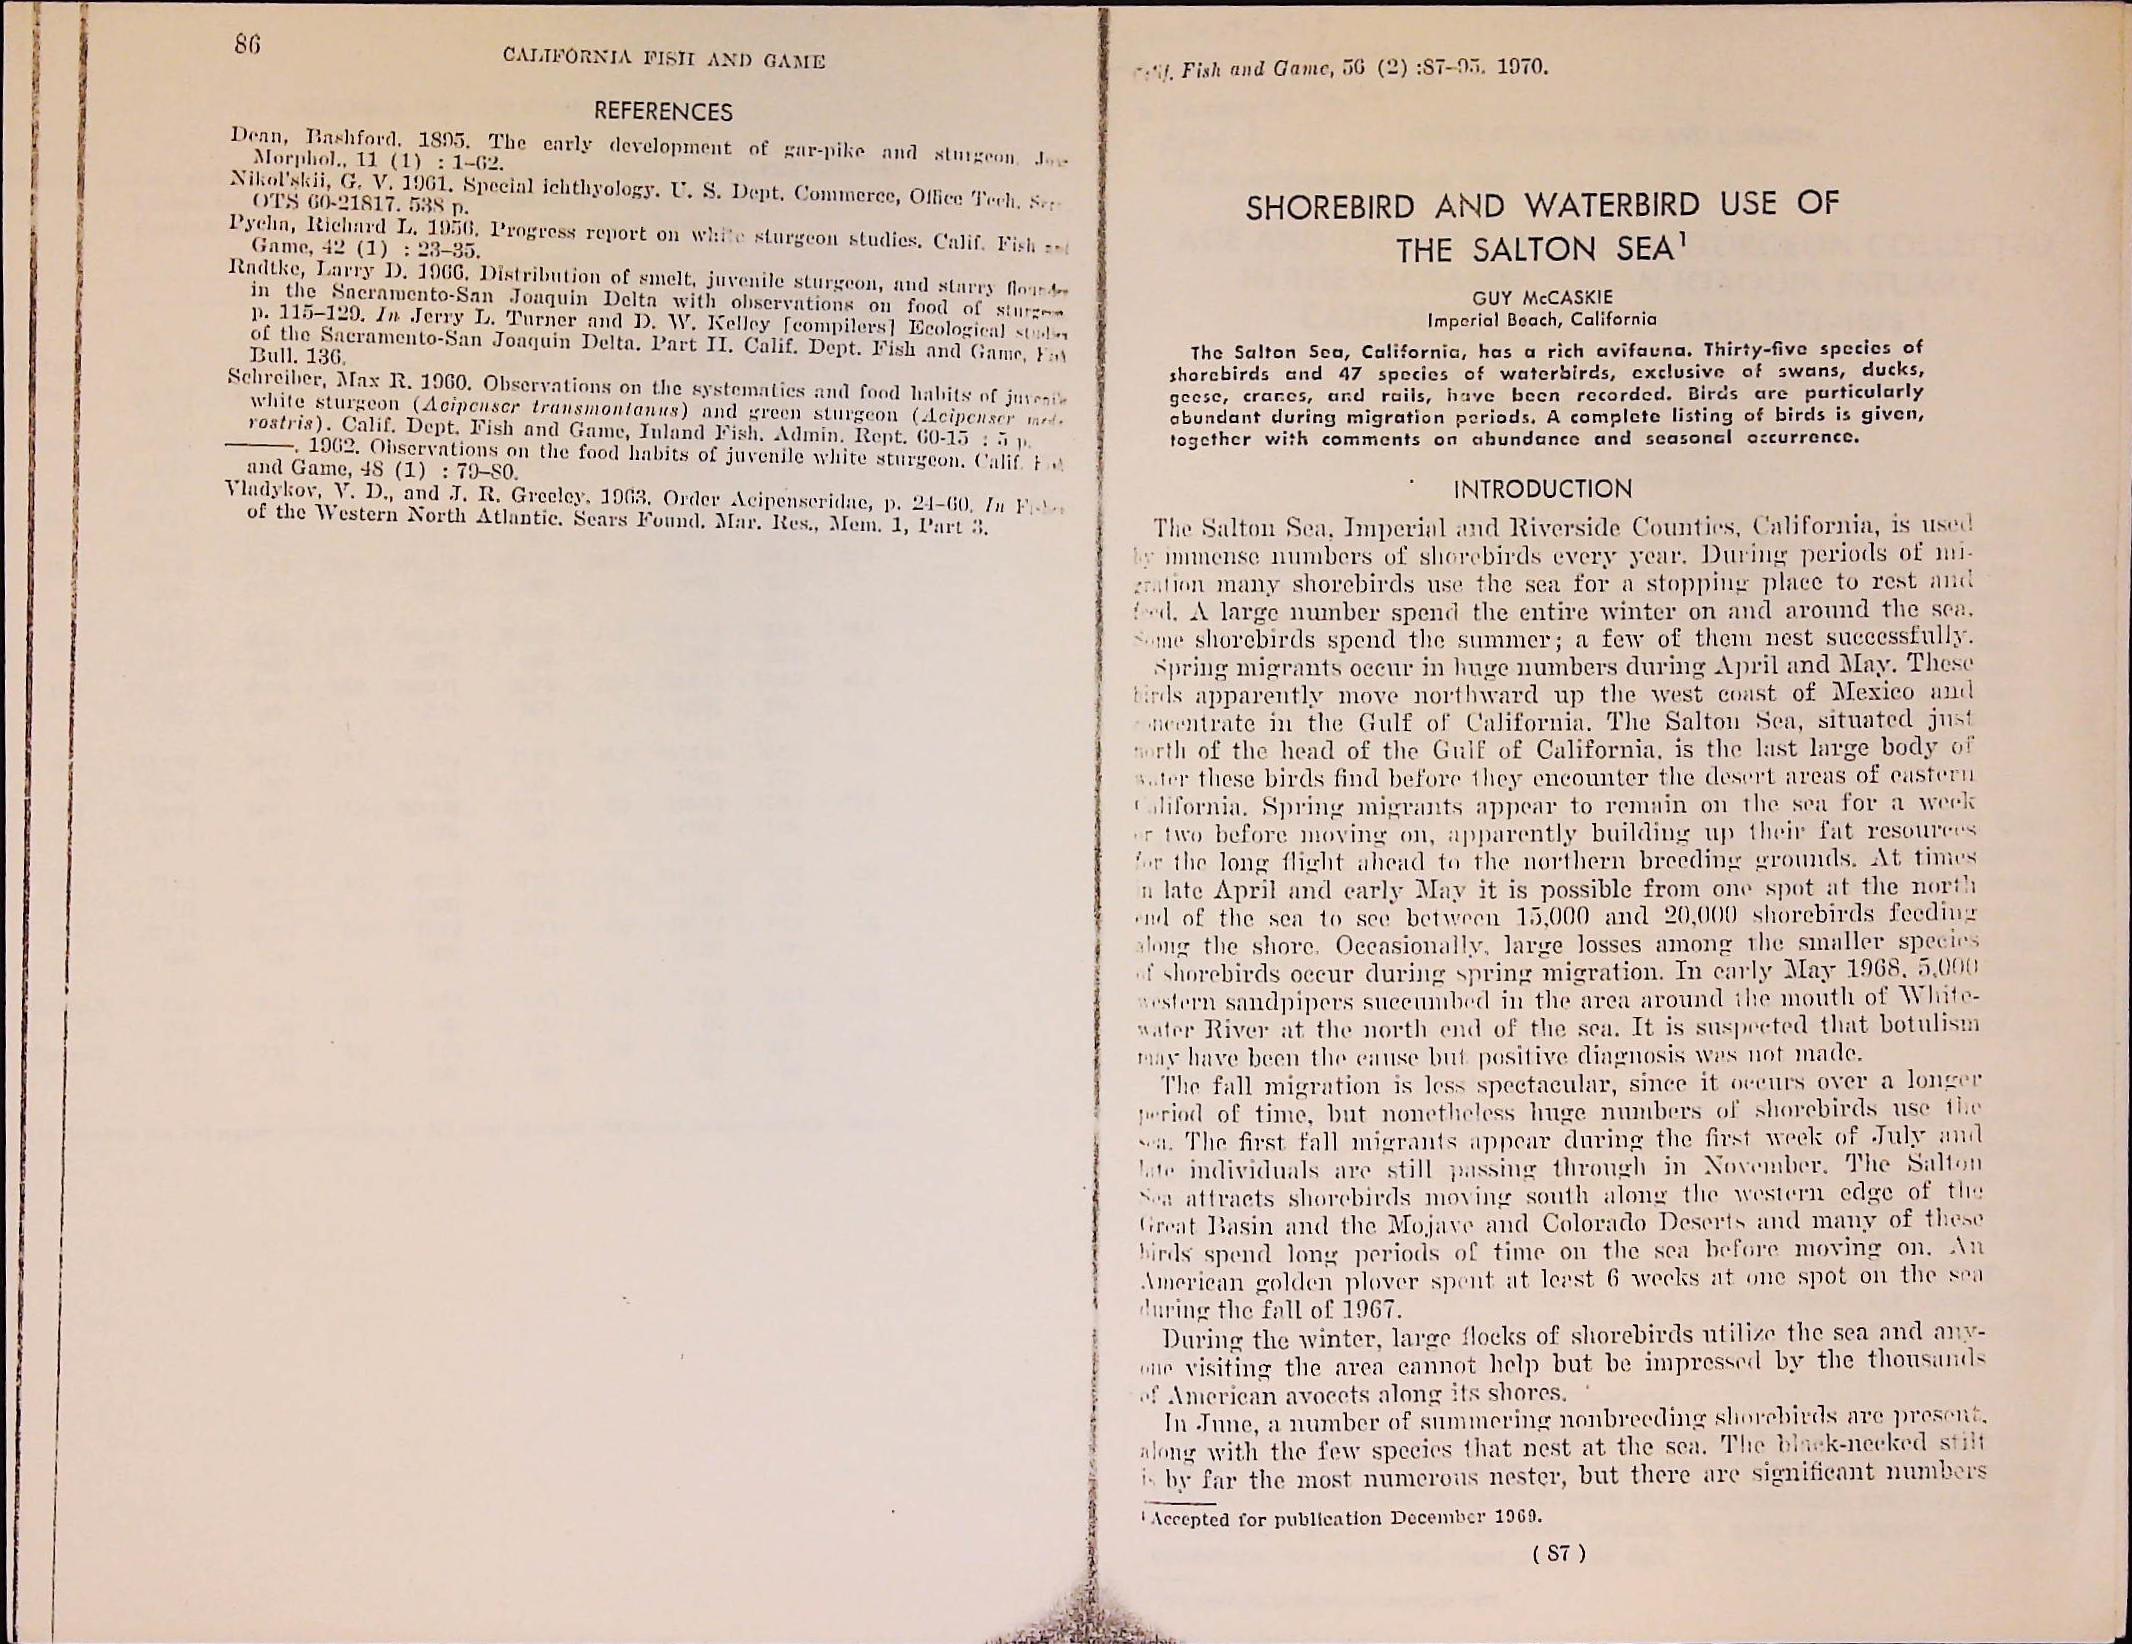 86
CALIFORNIA FISH AND GAME
REFERENCES
Dean, Bashford. 1895. The early development of gar-pike and sturgeon.
Morphol., 11 (1) : 1–62.
Nikol'skii, G. V. 1961. Special ichthyology. U. S. Dept. Commerce, Office Tech.
OTS 60-21817. 538 p.
Pycha, Richard L. 1956. Progress report on white sturgeon studies. Calif. Fish
Game, 42 (1) : 23–35.
Radtke, Larry D. 1966. Distribution of smelt, juvenile sturgeon, and starry
in the Sacramento-San Joaquin Delta with observations on food of
p. 115–129. In Jerry L. Turner and D. W. Kelley [compilers] Ecological
of the Sacramento-San Joaquin Delta. Part II. Calif. Dept. Fish and Game,
Bull. 136.
Schreiber, Max R. 1960. Observations on the systematics and food habits of juvenile
white sturgeon (Acipenser transmontanus) and green sturgeon (Acipenser
rostris). Calif. Dept. Fish and Game, Inland Fish. Admin. Rept. 60-15 : 5 p.
———. 1962. Observations on the food habits of juvenile white sturgeon. Calif.
and Game, 48 (1) : 79–80.
Vladykov, V. D., and J. R. Greeley. 1963. Order Acipenseridae, p. 24–60. In
of the Western North Atlantic. Sears Found. Mar. Res., Mem. 1, Part 3.
Fish and Game, 56 (2) :87–95. 1970.
SHOREBIRD AND WATERBIRD USE OF
THE SALTON SEA¹
GUY McCASKIE
Imperial Beach, California
The Salton Sea, California, has a rich avifauna. Thirty-five species of
shorebirds and 47 species of waterbirds, exclusive of swans, ducks,
geese, cranes, and rails, have been recorded. Birds are particularly
abundant during migration periods. A complete listing of birds is given,
together with comments on abundance and seasonal occurrence.
INTRODUCTION
The Salton Sea, Imperial and Riverside Counties, California, is used
by immense numbers of shorebirds every year. During periods of mi-
gration many shorebirds use the sea for a stopping place to rest and
feed. A large number spend the entire winter on and around the sea.
Some shorebirds spend the summer; a few of them nest successfully.
Spring migrants occur in huge numbers during April and May. These
birds apparently move northward up the west coast of Mexico and
concentrate in the Gulf of California. The Salton Sea, situated just
north of the head of the Gulf of California, is the last large body of
water these birds find before they encounter the desert areas of eastern
California. Spring migrants appear to remain on the sea for a week
or two before moving on, apparently building up their fat resources
for the long flight ahead to the northern breeding grounds. At times
in late April and early May it is possible from one spot at the north
end of the sea to see between 15,000 and 20,000 shorebirds feeding
along the shore. Occasionally, large losses among the smaller species
of shorebirds occur during spring migration. In early May 1968, 5,000
western sandpipers succumbed in the area around the mouth of White-
water River at the north end of the sea. It is suspected that botulism
may have been the cause but positive diagnosis was not made.
The fall migration is less spectacular, since it occurs over a longer
period of time, but nonetheless huge numbers of shorebirds use the
sea. The first fall migrants appear during the first week of July and
late individuals are still passing through in November. The Salton
Sea attracts shorebirds moving south along the western edge of the
Great Basin and the Mojave and Colorado Deserts and many of these
birds spend long periods of time on the sea before moving on. An
American golden plover spent at least 6 weeks at one spot on the sea
during the fall of 1967.
During the winter, large flocks of shorebirds utilize the sea and any-
one visiting the area cannot help but be impressed by the thousands
of American avocets along its shores.
In June, a number of summering nonbreeding shorebirds are present,
along with the few species that nest at the sea. The black-necked stilt
is by far the most numerous nester, but there are significant numbers
¹ Accepted for publication December 1969.
( 87 )